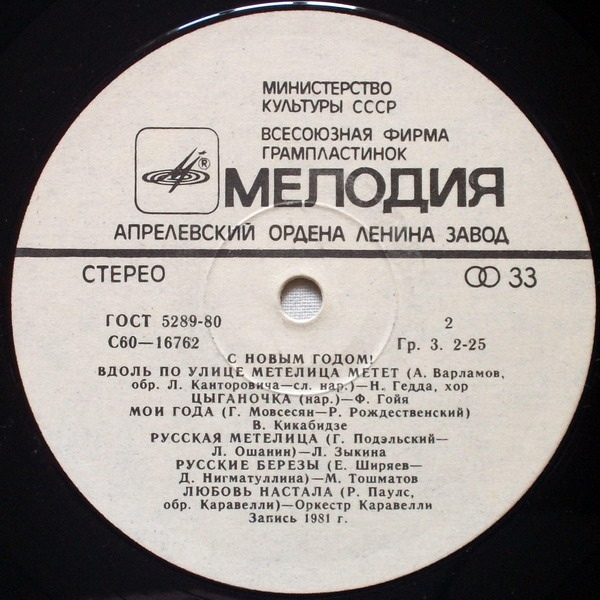 МИНИСТЕРСТВО
КУЛЬТУРЫ СССР
ВСЕСОЮЗНАЯ ФИРМА
ГРАМПЛАСТИНОК
®
МЕЛОДИЯ
АПРЕЛЕВСКИЙ ОРДЕНА ЛЕНИНА ЗАВОД
СТЕРЕО 33
ГОСТ 5289-80 2
С60—16762 Гр. 3. 2-25
С НОВЫМ ГОДОМ!
ВДОЛЬ ПО УЛИЦЕ МЕТЕЛИЦА МЕТЕТ (А. Варламов,
обр. Л. Канторовича—сл. нар.)—Н. Гедда, хор
ЦЫГАНОЧКА (нар.)—Ф. Гойя
МОИ ГОДА (Г. Мовсесян—Р. Рождественский)
В. Кикабидзе
РУССКАЯ МЕТЕЛИЦА (Г. Подэльский—
Л. Ошанин)—Л. Зыкина
РУССКИЕ БЕРЕЗЫ (Е. Ширяев—
Д. Нигматуллина)—М. Тошматов
ЛЮБОВЬ НАСТАЛА (Р. Паулс,
обр. Каравелли)—Оркестр Каравелли
Запись 1981 г.